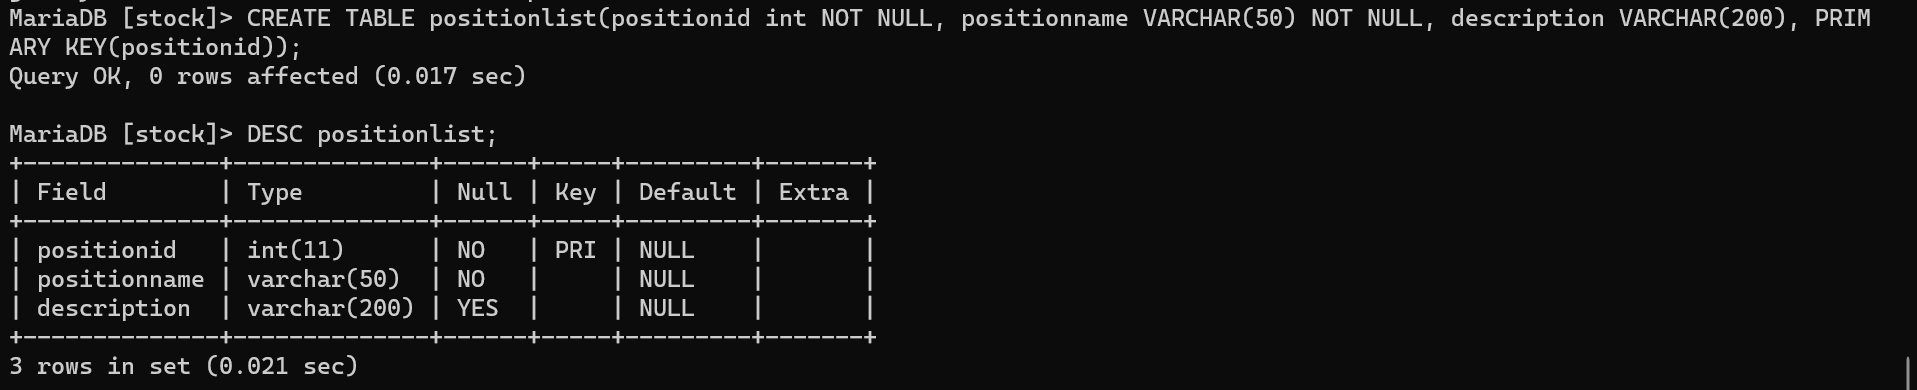 MariaDB [stock]> CREATE TABLE positionlist(positionid int NOT NULL, positionname VARCHAR(50) NOT NULL, description VARCHAR(200), PRIM
ARY KEY(positionid));
Query OK, 0 rows affected (0.017 sec)

MariaDB [stock]> DESC positionlist;
+--------------+--------------+------+-----+---------+-------+
| Field        | Type         | Null | Key | Default | Extra |
+--------------+--------------+------+-----+---------+-------+
| positionid   | int(11)      | NO   | PRI | NULL    |       |
| positionname | varchar(50)  | NO   |     | NULL    |       |
| description  | varchar(200) | YES  |     | NULL    |       |
+--------------+--------------+------+-----+---------+-------+
3 rows in set (0.021 sec)